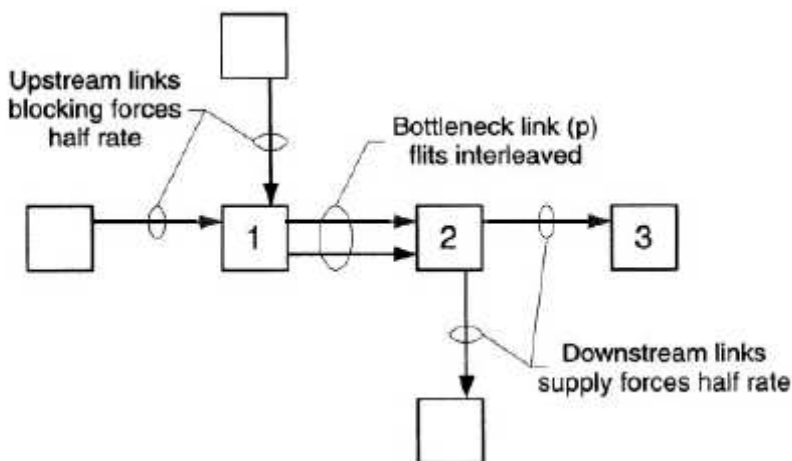 Upstream links
blocking forces
half rate
Bottleneck link (p)
flits interleaved
1
2
3
Downstream links
supply forces half rate